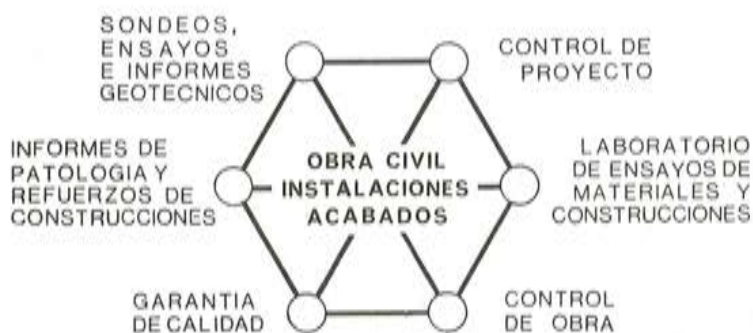 SONDEOS,
ENSAYOS
E INFORMES
GEOTECNICOS
CONTROL DE
PROYECTO
INFORMES DE
PATOLOGIA Y
REFUERZOS DE
CONSTRUCCIONES
OBRA CIVIL
INSTALACIONES
ACABADOS
LABORATORIO
DE ENSAYOS DE
MATERIALES Y
CONSTRUCCIONES
GARANTIA
DE CALIDAD
CONTROL
DE OBRA